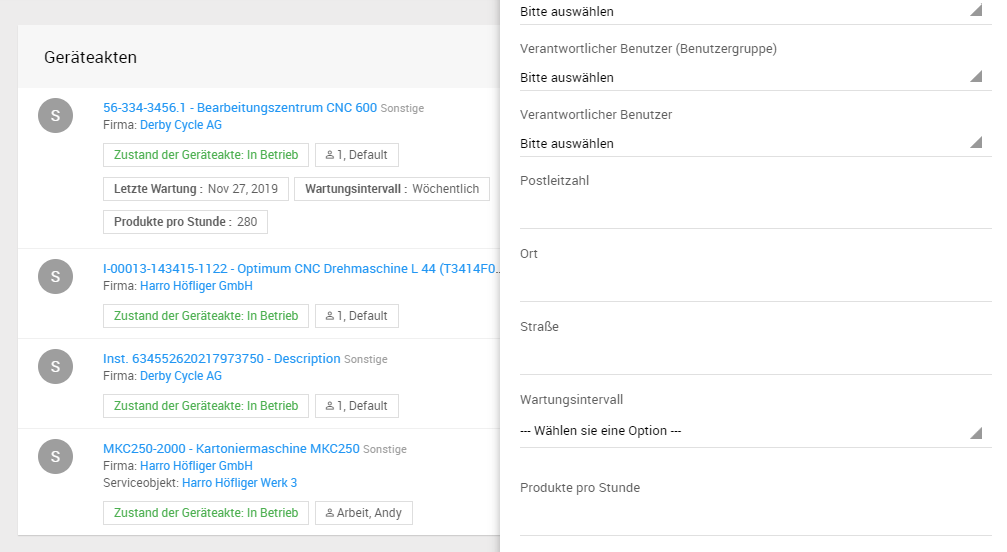 Geräteakten
S
56-334-3456.1 - Bearbeitungszentrum CNC 600 Sonstige
Firma: Derby Cycle AG
Zustand der Geräteakte: In Betrieb
1, Default
Letzte Wartung : Nov 27, 2019
Wartungsintervall : Wöchentlich
Produkte pro Stunde : 280
S
I-00013-143415-1122 - Optimum CNC Drehmaschine L 44 (T3414F0..
Firma: Harro Höfliger GmbH
Zustand der Geräteakte: In Betrieb
1, Default
S
Inst. 634552620217973750 - Description Sonstige
Firma: Derby Cycle AG
Zustand der Geräteakte: In Betrieb
1, Default
S
MKC250-2000 - Kartoniermaschine MKC250 Sonstige
Firma: Harro Höfliger GmbH
Serviceobjekt: Harro Höfliger Werk 3
Zustand der Geräteakte: In Betrieb
Arbeit, Andy
Bitte auswählen
Verantwortlicher Benutzer (Benutzergruppe)
Bitte auswählen
Verantwortlicher Benutzer
Bitte auswählen
Postleitzahl
Ort
Straße
Wartungsintervall
--- Wählen sie eine Option ---
Produkte pro Stunde